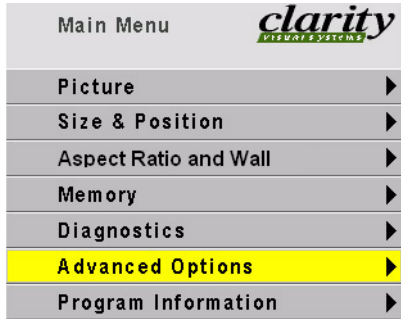 Main Menu
clarity
VISUAL SYSTEMS
Picture
Size & Position
Aspect Ratio and Wall
Memory
Diagnostics
Advanced Options
Program Information